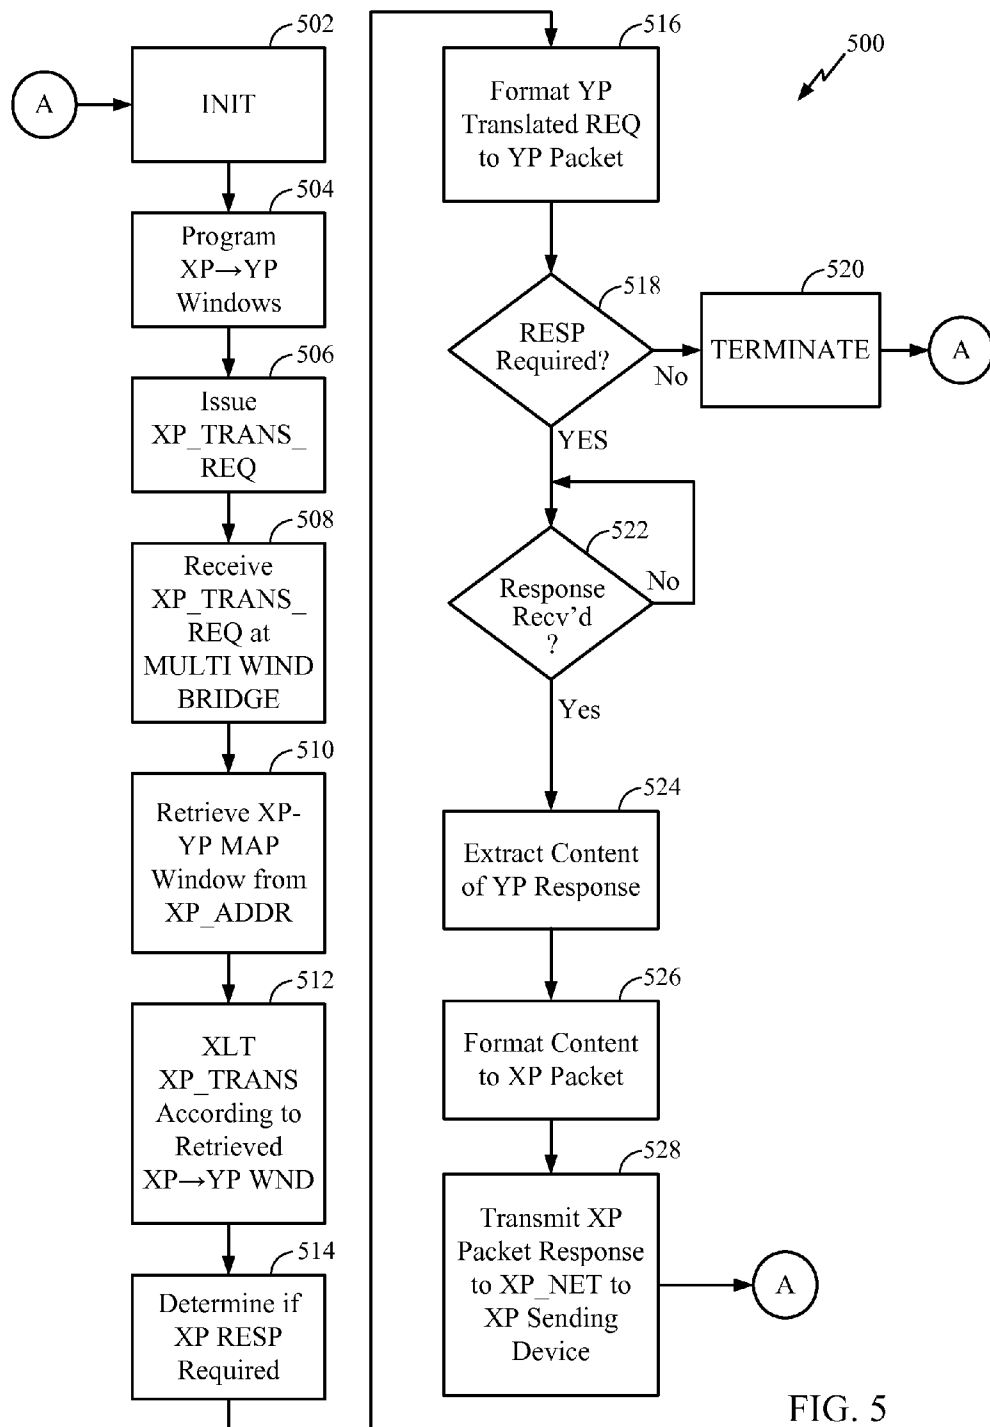 502
A
INIT
504
Program
XP→YP
Windows
506
Issue
XP_TRANS_
REQ
508
Receive
XP_TRANS_
REQ at
MULTI WIND
BRIDGE
510
Retrieve XP-
YP MAP
Window from
XP_ADDR
512
XLT
XP_TRANS
According to
Retrieved
XP→YP WND
514
Determine if
XP RESP
Required
516
500
Format YP
Translated REQ
to YP Packet
518
RESP
Required?
No
520
TERMINATE
A
YES
522
Response
Recv'd
?
No
Yes
524
Extract Content
of YP Response
526
Format Content
to XP Packet
528
Transmit XP
Packet Response
to XP_NET to
XP Sending
Device
A
FIG. 5